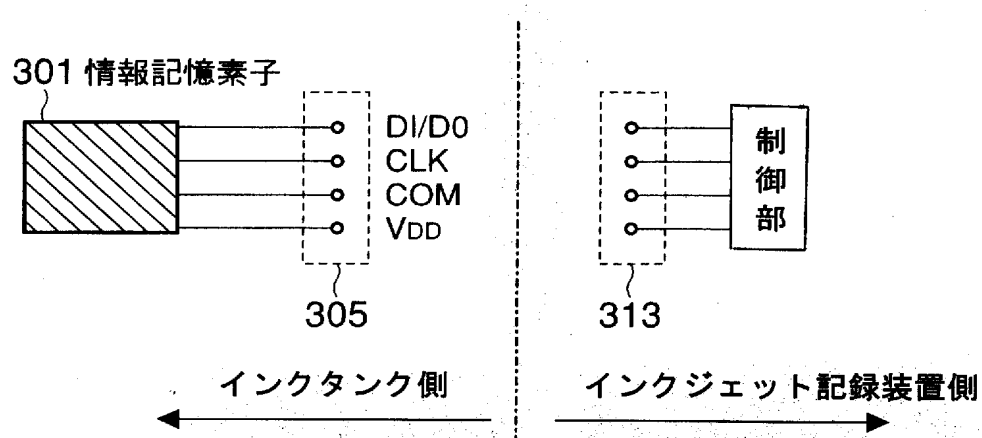 301 情報記憶素子
DI/D0
CLK
COM
VDD
制御部
305
313
インクタンク側
インクジェット記録装置側